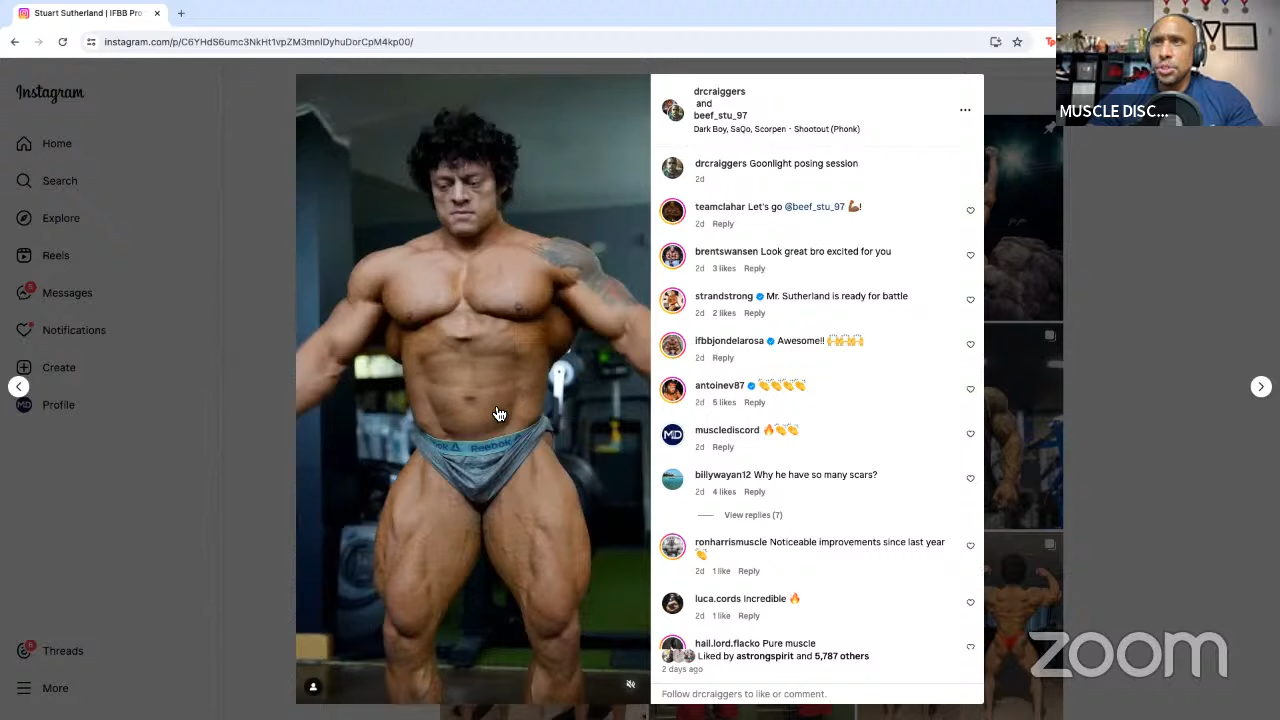 Stuart Sutherland | IFBB Pro
instagram.com/p/C6YHdS6umc3NkHt1vpZM3mnIDyhuDorCpM4kp00/
MUSCLE DISC...
Instagram
Home
Search
Explore
Reels
5
Messages
Notifications
Create
Profile
5
Threads
More
Reebok
drcraiggers
and
beef_stu_97
Dark Boy, SaQo, Scorpen · Shootout (Phonk)
drcraiggers Goonlight posing session
2d
teamclahar Let's go @beef_stu_97 !
2d Reply
brentswansen Look great bro excited for you
2d 3 likes Reply
strandstrong Mr. Sutherland is ready for battle
2d 2 likes Reply
ifbbjondelarosa Awesome!!
2d Reply
antoinev87
2d 5 likes Reply
MD
musclediscord
2d Reply
billywayan12 Why he have so many scars?
2d 4 likes Reply
View replies (7)
ronharrismuscle Noticeable improvements since last year
2d 1 like Reply
luca.cords Incredible
2d 1 like Reply
hail.lord.flacko Pure muscle
Liked by astrongspirit and 5,787 others
2 days ago
Follow drcraiggers to like or comment.
zoom